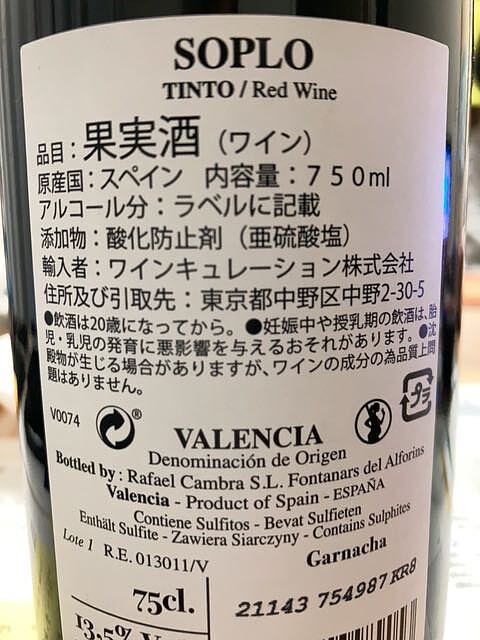 SOPLO
TINTO / Red Wine
品目：果実酒（ワイン）
原産国：スペイン　内容量：７５０ml
アルコール分：ラベルに記載
添加物：酸化防止剤（亜硫酸塩）
輸入者：ワインキュレーション株式会社
住所及び引取先：東京都中野区中野2-30-5
●飲酒は20歳になってから。●妊娠中や授乳期の飲酒は、胎
児・乳児の発育に悪影響を与えるおそれがあります。●沈
殿物が生じる場合がありますが、ワインの成分の為品質上問
題はありません。
プラ
V0074
®
VALENCIA
Denominación de Origen
Bottled by : Rafael Cambra S.L. Fontanars del Alforins
Valencia - Product of Spain - ESPAÑA
Contiene Sulfitos - Bevat Sulfieten
Enthält Sulfite - Zawiera Siarczyny - Contains Sulphites
Lote 1 R.E. 013011/V
Garnacha
75cl.
21143 754987 KR8
13,5% V